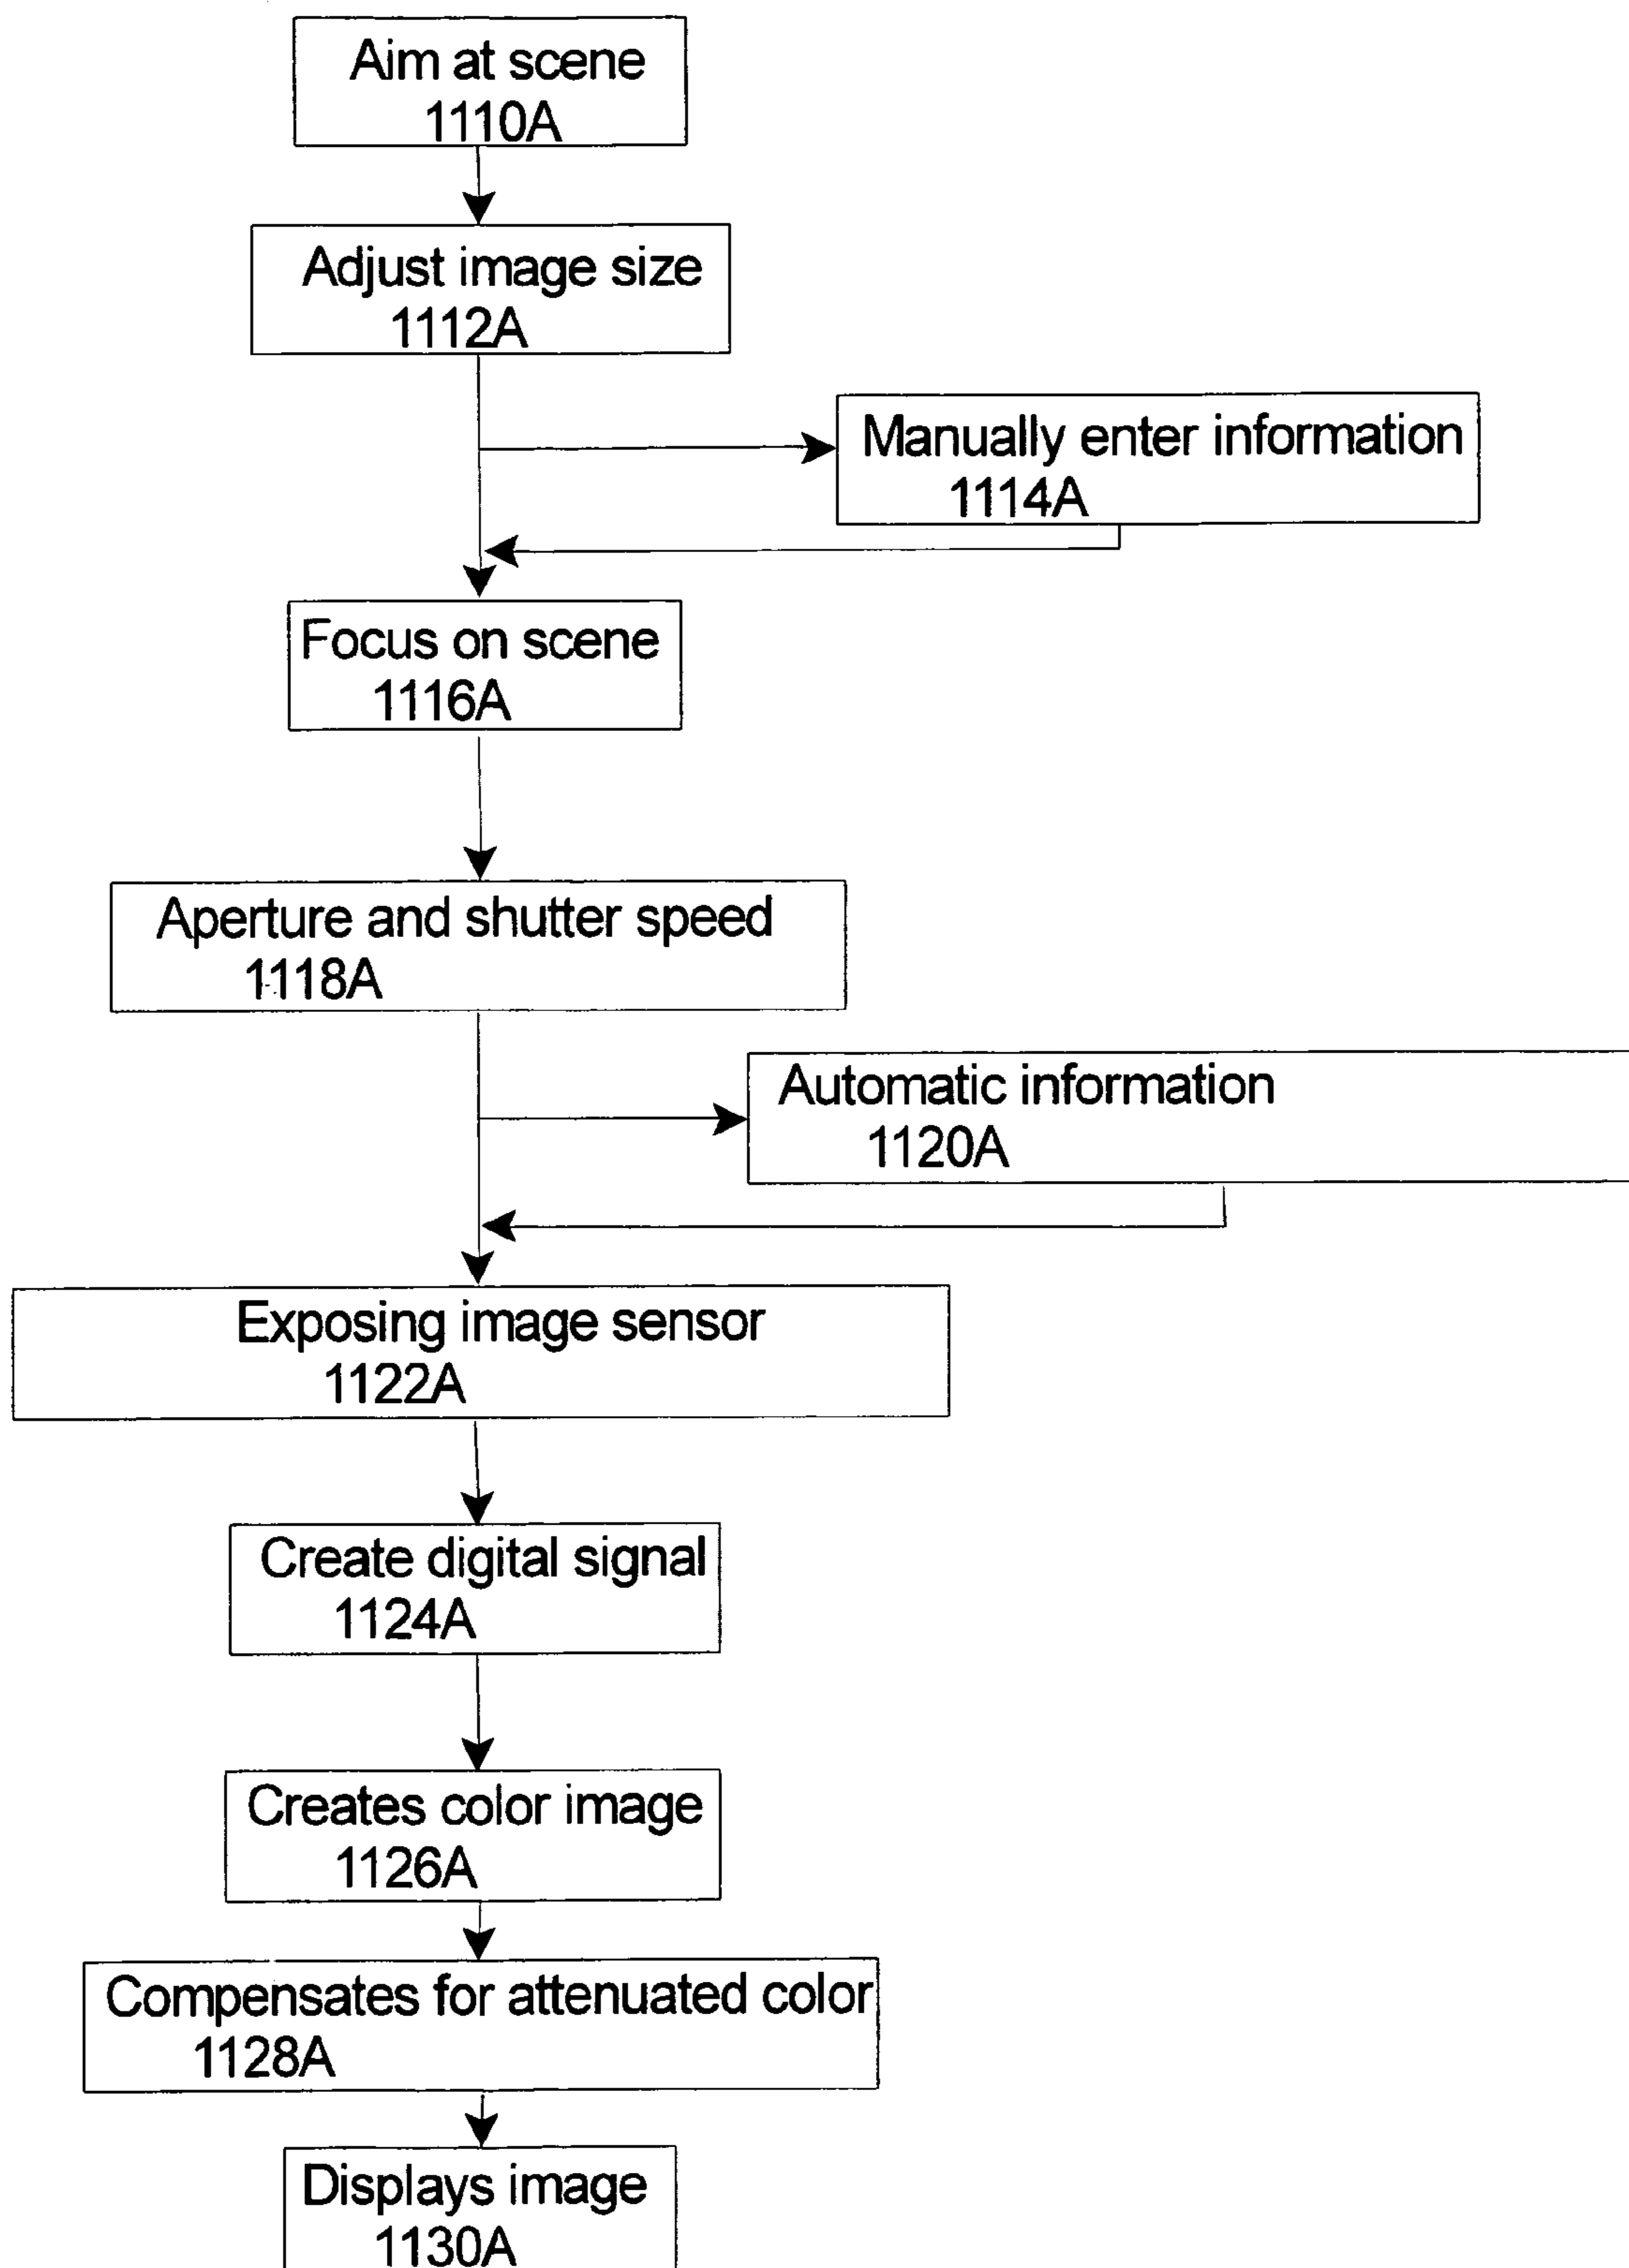 Aim at scene
1110A
Adjust image size
1112A
Manually enter information
1114A
Focus on scene
1116A
Aperture and shutter speed
1118A
Automatic information
1120A
Exposing image sensor
1122A
Create digital signal
1124A
Creates color image
1126A
Compensates for attenuated color
1128A
Displays image
1130A